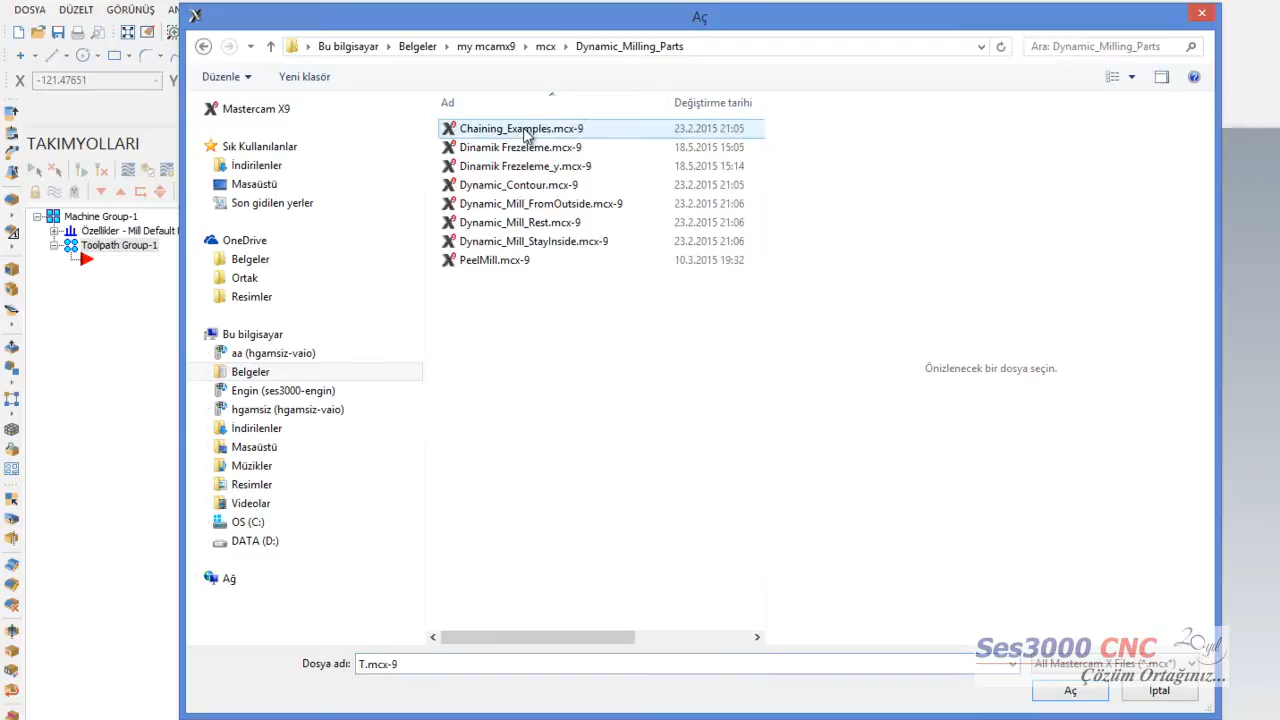 DOSYA DÜZELT GÖRÜNÜŞ AN
Aç
Bu bilgisayar Belgeler my mcamx9 mcx Dynamic_Milling_Parts
Ara: Dynamic_Milling_Parts
X -121.47651 Y
Düzenle Yeni klasör
TAKIMYOLLARI
Machine Group-1
Özellikler - Mill Default
Toolpath Group-1
Mastercam X9
Sık Kullanılanlar
İndirilenler
Masaüstü
Son gidilen yerler
OneDrive
Belgeler
Ortak
Resimler
Bu bilgisayar
aa (hgamsiz-vaio)
Belgeler
Engin (ses3000-engin)
hgamsiz (hgamsiz-vaio)
İndirilenler
Masaüstü
Müzikler
Resimler
Videolar
OS (C:)
DATA (D:)
Ağ
Ad Değiştirme tarihi
Chaining_Examples.mcx-9 23.2.2015 21:05
Dinamik Frezeleme.mcx-9 18.5.2015 15:05
Dinamik Frezeleme_y.mcx-9 18.5.2015 15:14
Dynamic_Contour.mcx-9 23.2.2015 21:05
Dynamic_Mill_FromOutside.mcx-9 23.2.2015 21:06
Dynamic_Mill_Rest.mcx-9 23.2.2015 21:06
Dynamic_Mill_StayInside.mcx-9 23.2.2015 21:06
PeelMill.mcx-9 10.3.2015 19:32
Önizlenecek bir dosya seçin.
Dosya adı: T.mcx-9
All Mastercam X Files (*.mcx*)
Aç İptal
Ses3000 CNC 20.yıl
Çözüm Ortağınız...